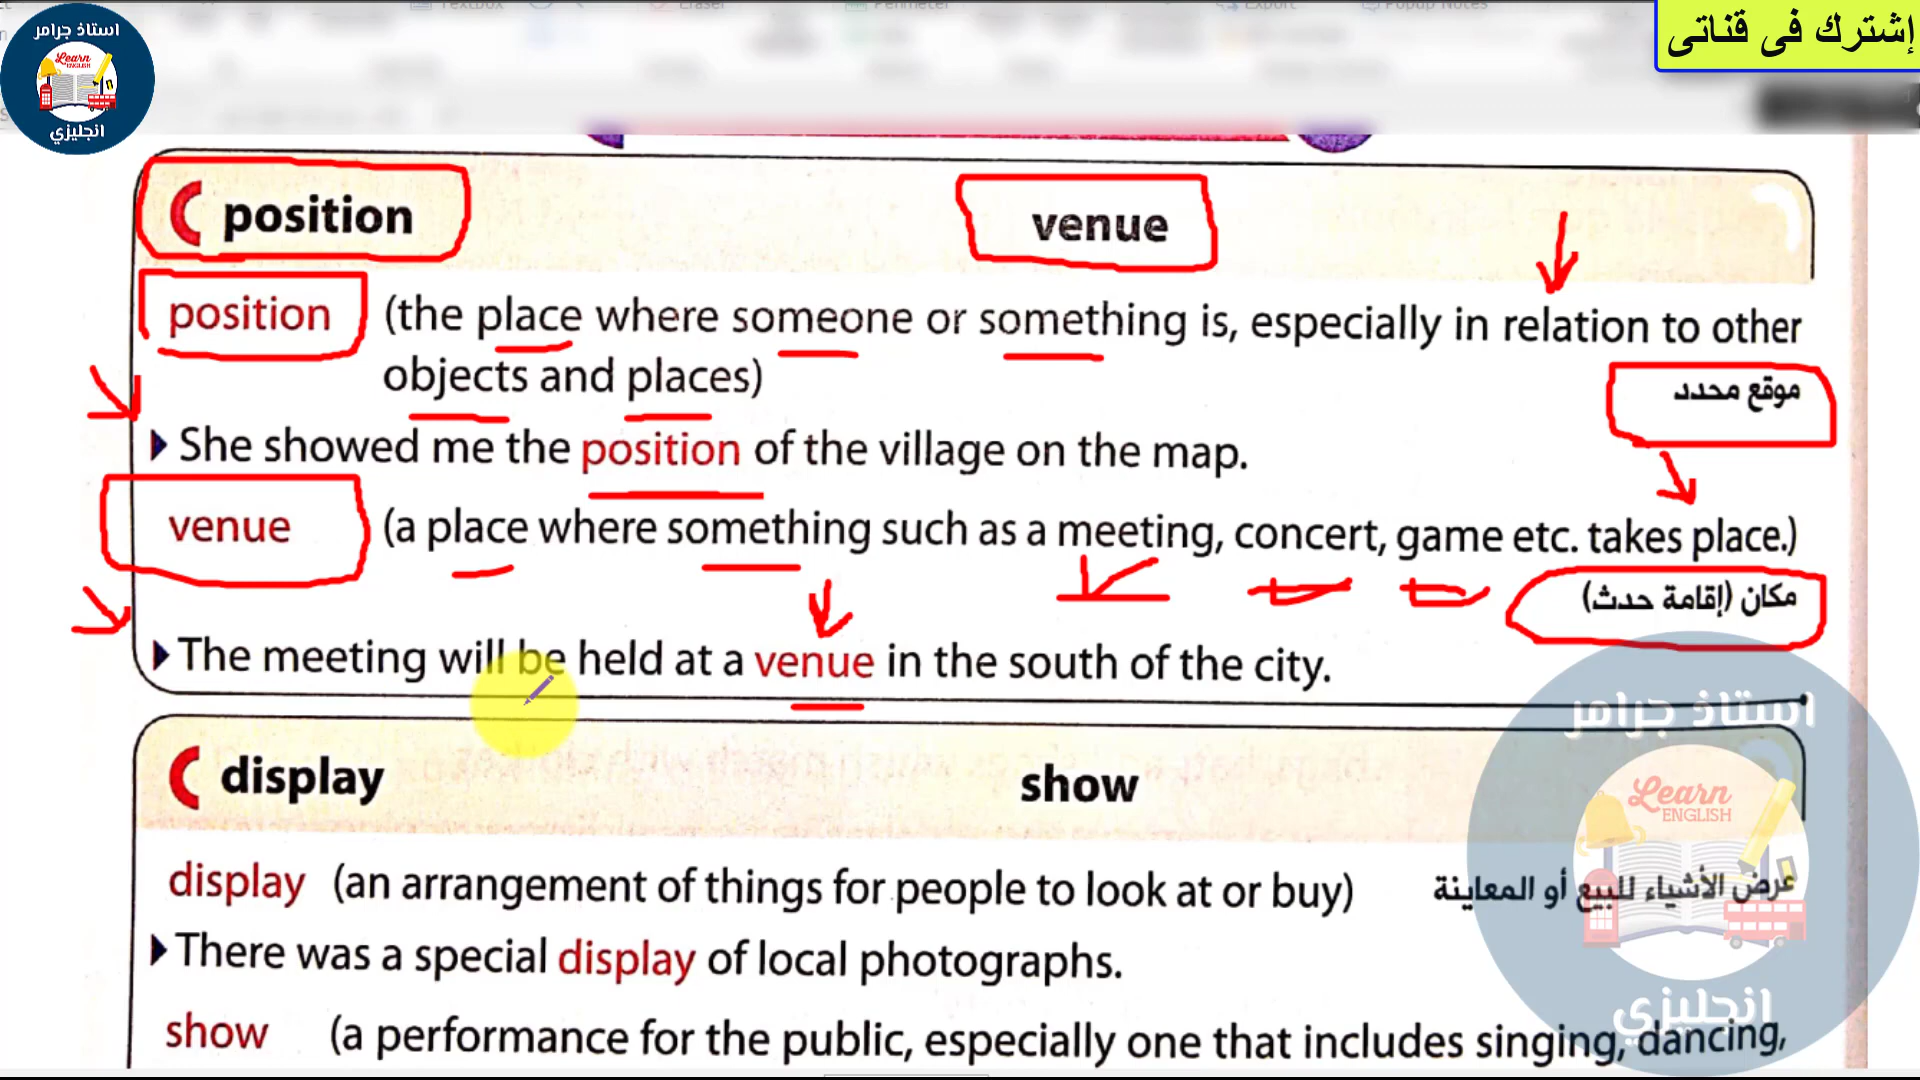 استاذ جرامر
Learn
ENGLISH
انجليزي
إشترك فى قناتى
Export
position
venue
position (the place where someone or something is, especially in relation to other
objects and places)
موقع محدد
She showed me the position of the village on the map.
venue (a place where something such as a meeting, concert, game etc. takes place.)
مكان (إقامة حدث)
The meeting will be held at a venue in the south of the city.
display
show
display (an arrangement of things for people to look at or buy)
عرض الأشياء للبيع أو المعاينة
There was a special display of local photographs.
show (a performance for the public, especially one that includes singing, dancing,
استاذ جرامر
Learn
ENGLISH
انجليزي